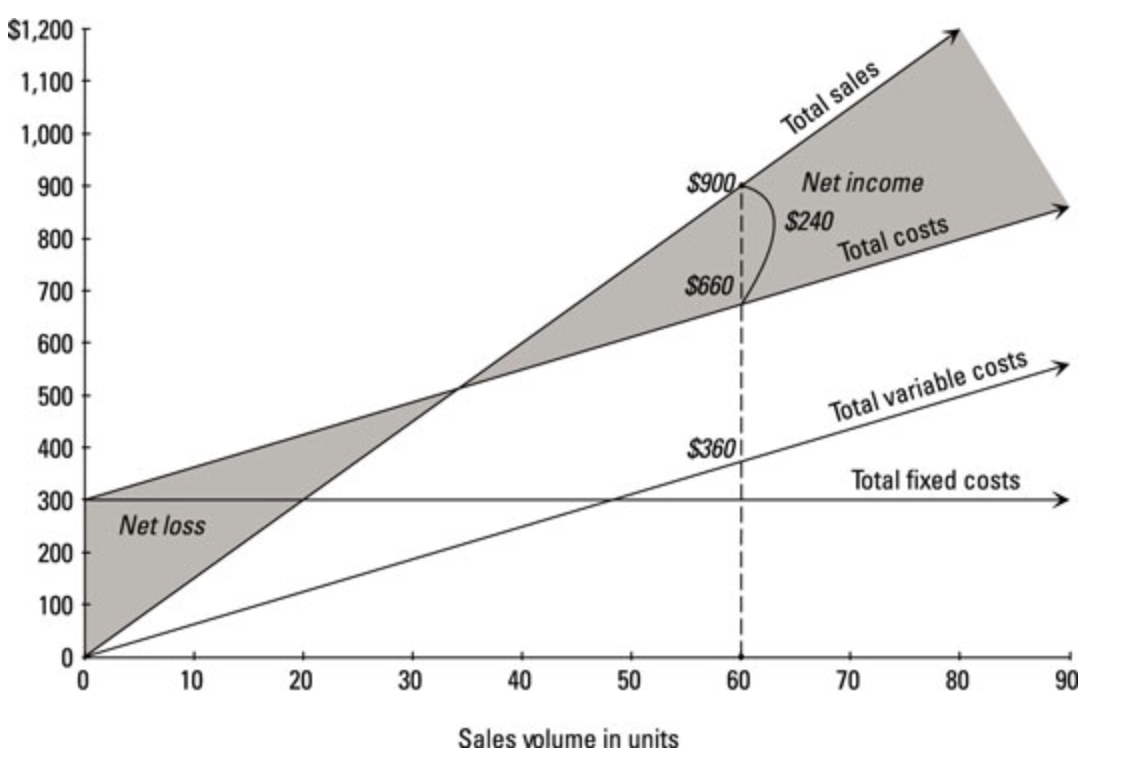 $1,200
1,100
Total sales
1,000
$900
Net income
900
$240
800
Total costs
700
$660
600
Total variable costs
500
400
$360
Total fixed costs
300
Net loss
200
100
0
0 10 20 30 40 50 60 70 80 90
Sales volume in units